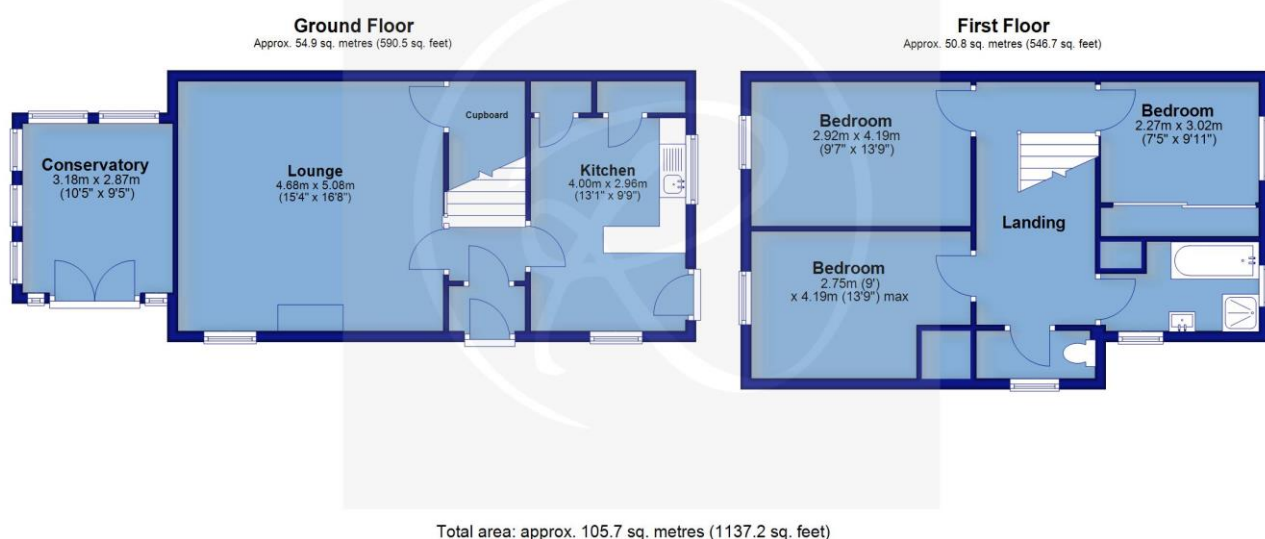 Ground Floor
Approx. 54.9 sq. metres (590.5 sq. feet)
Conservatory
3.18m x 2.87m
(10'5" x 9'5")
Lounge
4.68m x 5.08m
(15'4" x 16'8")
Cupboard
Kitchen
4.00m x 2.96m
(13'1" x 9'9")
First Floor
Approx. 50.8 sq. metres (546.7 sq. feet)
Bedroom
2.92m x 4.19m
(9'7" x 13'9")
Bedroom
2.27m x 3.02m
(7'5" x 9'11")
Landing
Bedroom
2.75m (9')
x 4.19m (13'9") max
Total area: approx. 105.7 sq. metres (1137.2 sq. feet)